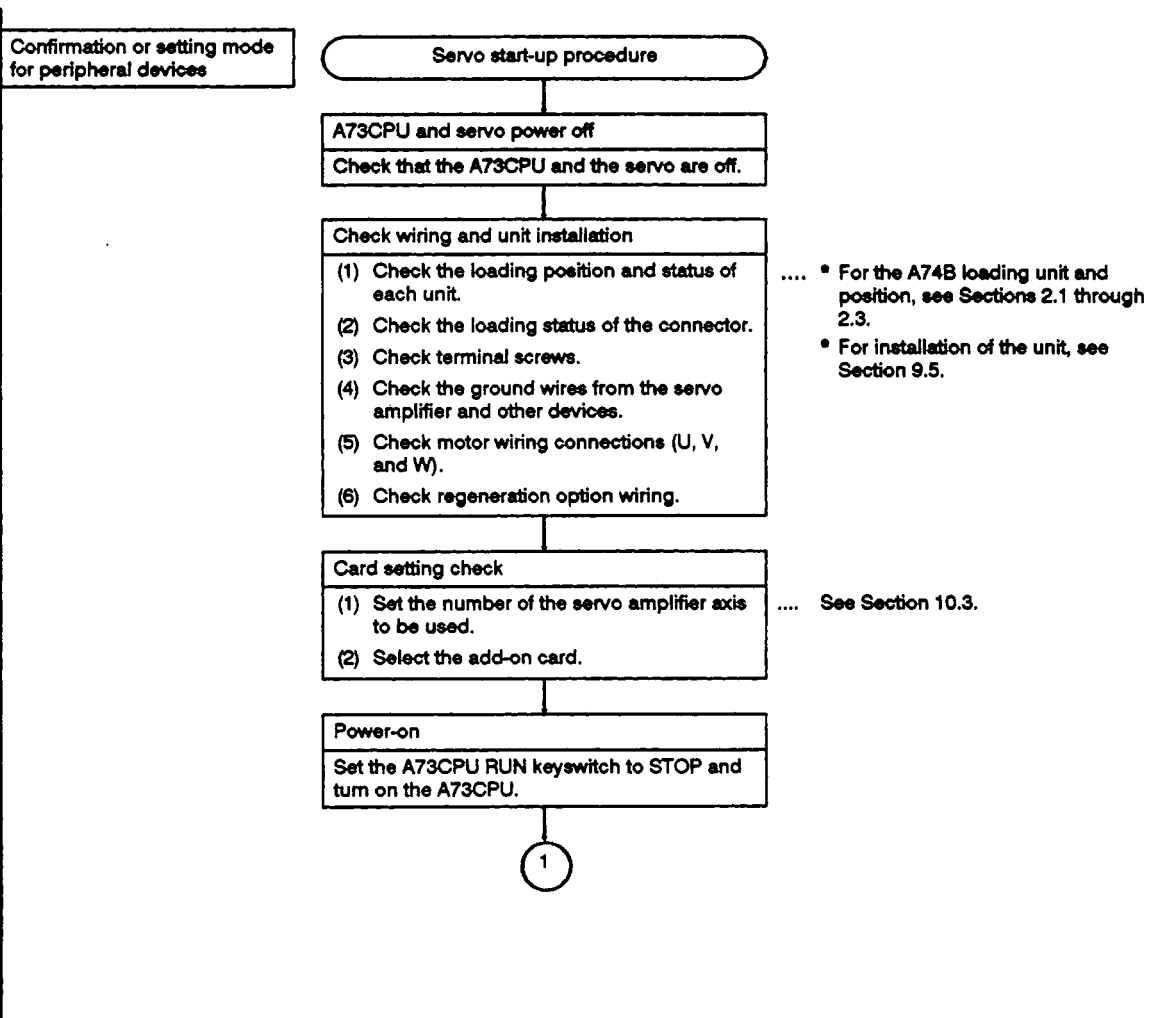 Confirmation or setting mode
for peripheral devices
Servo start-up procedure
A73CPU and servo power off
Check that the A73CPU and the servo are off.
Check wiring and unit installation
(1) Check the loading position and status of
each unit.
(2) Check the loading status of the connector.
(3) Check terminal screws.
(4) Check the ground wires from the servo
amplifier and other devices.
(5) Check motor wiring connections (U, V,
and W).
(6) Check regeneration option wiring.
.... • For the A74B loading unit and
position, see Sections 2.1 through
2.3.
• For installation of the unit, see
Section 9.5.
Card setting check
(1) Set the number of the servo amplifier axis
to be used.
(2) Select the add-on card.
.... See Section 10.3.
Power-on
Set the A73CPU RUN keyswitch to STOP and
turn on the A73CPU.
1